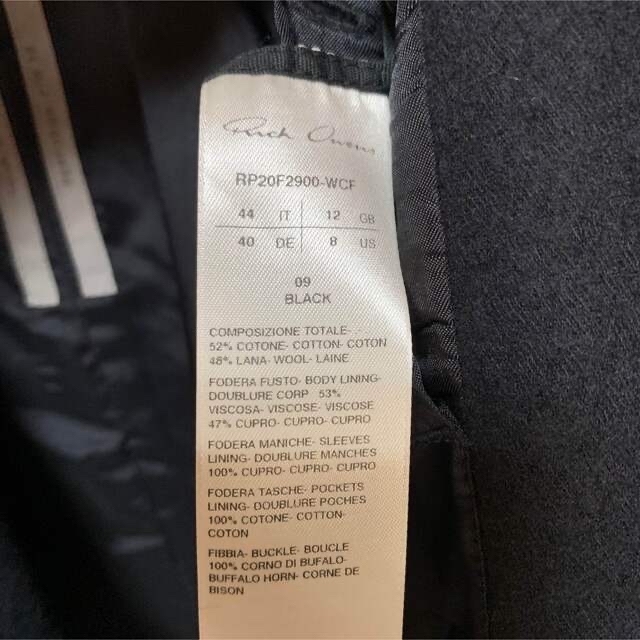 Rick Owens
RP20F2900-WCF
44 IT 12 GB
40 DE 8 US
09
BLACK
COMPOSIZIONE TOTALE- .- .
52% COTONE- COTTON- COTON
48% LANA- WOOL- LAINE
FODERA FUSTO- BODY LINING-
DOUBLURE CORP 53%
VISCOSA- VISCOSE- VISCOSE
47% CUPRO- CUPRO- CUPRO
FODERA MANICHE- SLEEVES
LINING- DOUBLURE MANCHES
100% CUPRO- CUPRO- CUPRO
FODERA TASCHE- POCKETS
LINING- DOUBLURE POCHES
100% COTONE- COTTON-
COTON
FIBBIA- BUCKLE- BOUCLE
100% CORNO DI BUFALO-
BUFFALO HORN- CORNE DE
BISON